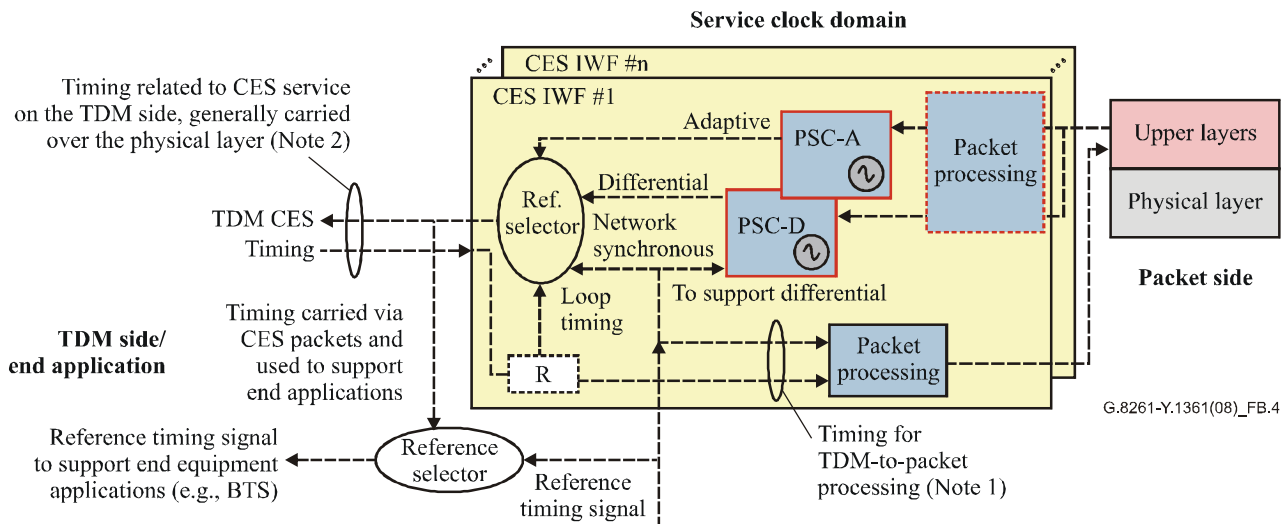 Service clock domain
CES IWF #n
CES IWF #1
Timing related to CES service
on the TDM side, generally carried
over the physical layer (Note 2)
Adaptive
PSC-A
Packet
processing
Upper layers
Physical layer
Packet side
Differential
Ref.
selector
PSC-D
Network
synchronous
TDM CES
Timing
To support differential
Loop
timing
Timing carried via
CES packets and
used to support
end applications
TDM side/
end application
R
Packet
processing
G.8261-Y.1361(08)_FB.4
Reference timing signal
to support end equipment
applications (e.g., BTS)
Reference
selector
Reference
timing signal
Timing for
TDM-to-packet
processing (Note 1)